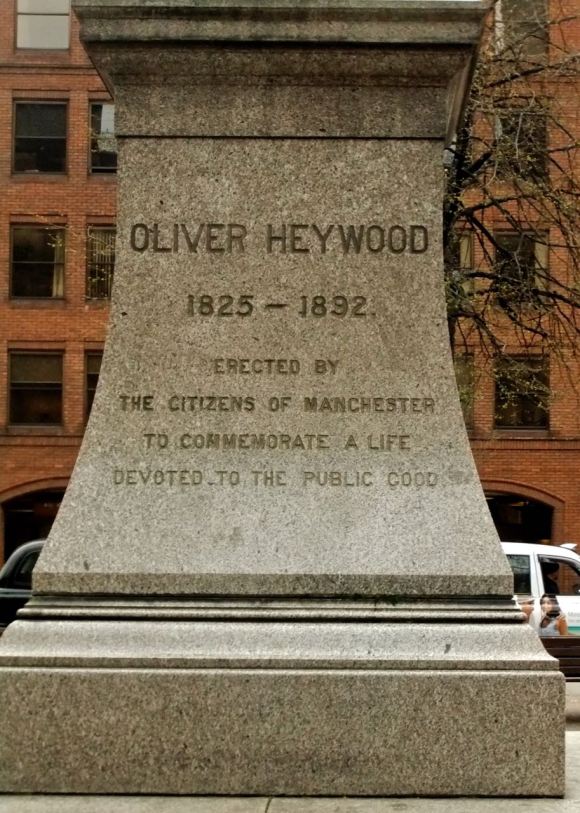 OLIVER HEYWOOD
1825 — 1892.
ERECTED BY
THE CITIZENS OF MANCHESTER
TO COMMEMORATE A LIFE
DEVOTED TO THE PUBLIC GOOD.